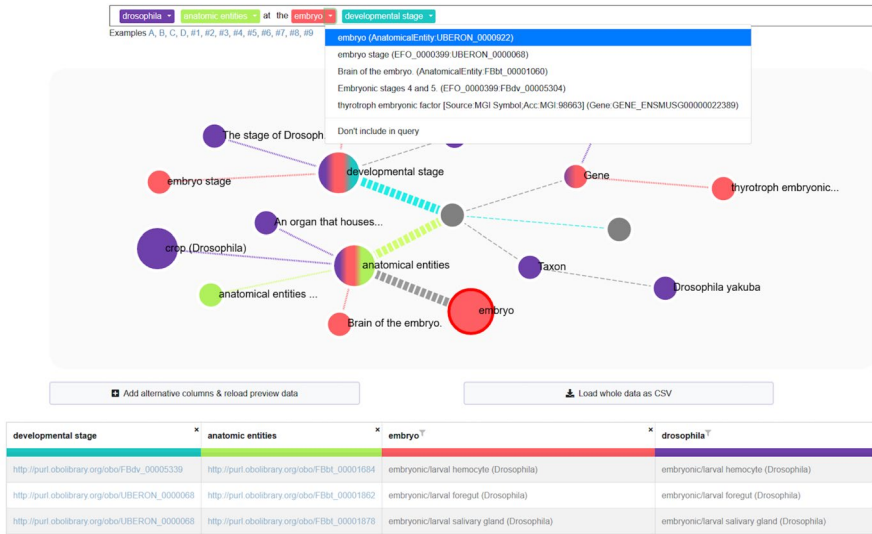 drosophila anatomic entities at the embryo developmental stage
Examples A, B, C, D, #1, #2, #3, #4, #5, #6, #7, #8, #9
embryo (AnatomicalEntity:UBERON_0000922)
embryo stage (EFO_0000399:UBERON_0000068)
Brain of the embryo. (AnatomicalEntity:FBbt_00001060)
Embryonic stages 4 and 5. (EFO_0000399:FBdv_00005304)
thyrotroph embryonic factor [Source:MGI Symbol;Acc:MGI:98663] (Gene:GENE_ENSMUSG00000022389)
Don't include in query
The stage of Drosoph
developmental stage
embryo stage
Gene
thyrotroph embryonic...
An organ that houses...
crop (Drosophila)
anatomical entities
Taxon
anatomical entities ...
Drosophila yakuba
embryo
Brain of the embryo.
Add alternative columns & reload preview data
Load whole data as CSV
developmental stage × anatomic entities × embryo × drosophila
http://purl.obolibrary.org/obo/FBdv_00005339 http://purl.obolibrary.org/obo/FBbt_00001684 embryonic/larval hemocyte (Drosophila) embryonic/larval hemocyte (Drosophila)
http://purl.obolibrary.org/obo/UBERON_0000068 http://purl.obolibrary.org/obo/FBbt_00001862 embryonic/larval foregut (Drosophila) embryonic/larval foregut (Drosophila)
http://purl.obolibrary.org/obo/UBERON_0000068 http://purl.obolibrary.org/obo/FBbt_00001878 embryonic/larval salivary gland (Drosophila) embryonic/larval salivary gland (Drosophila)